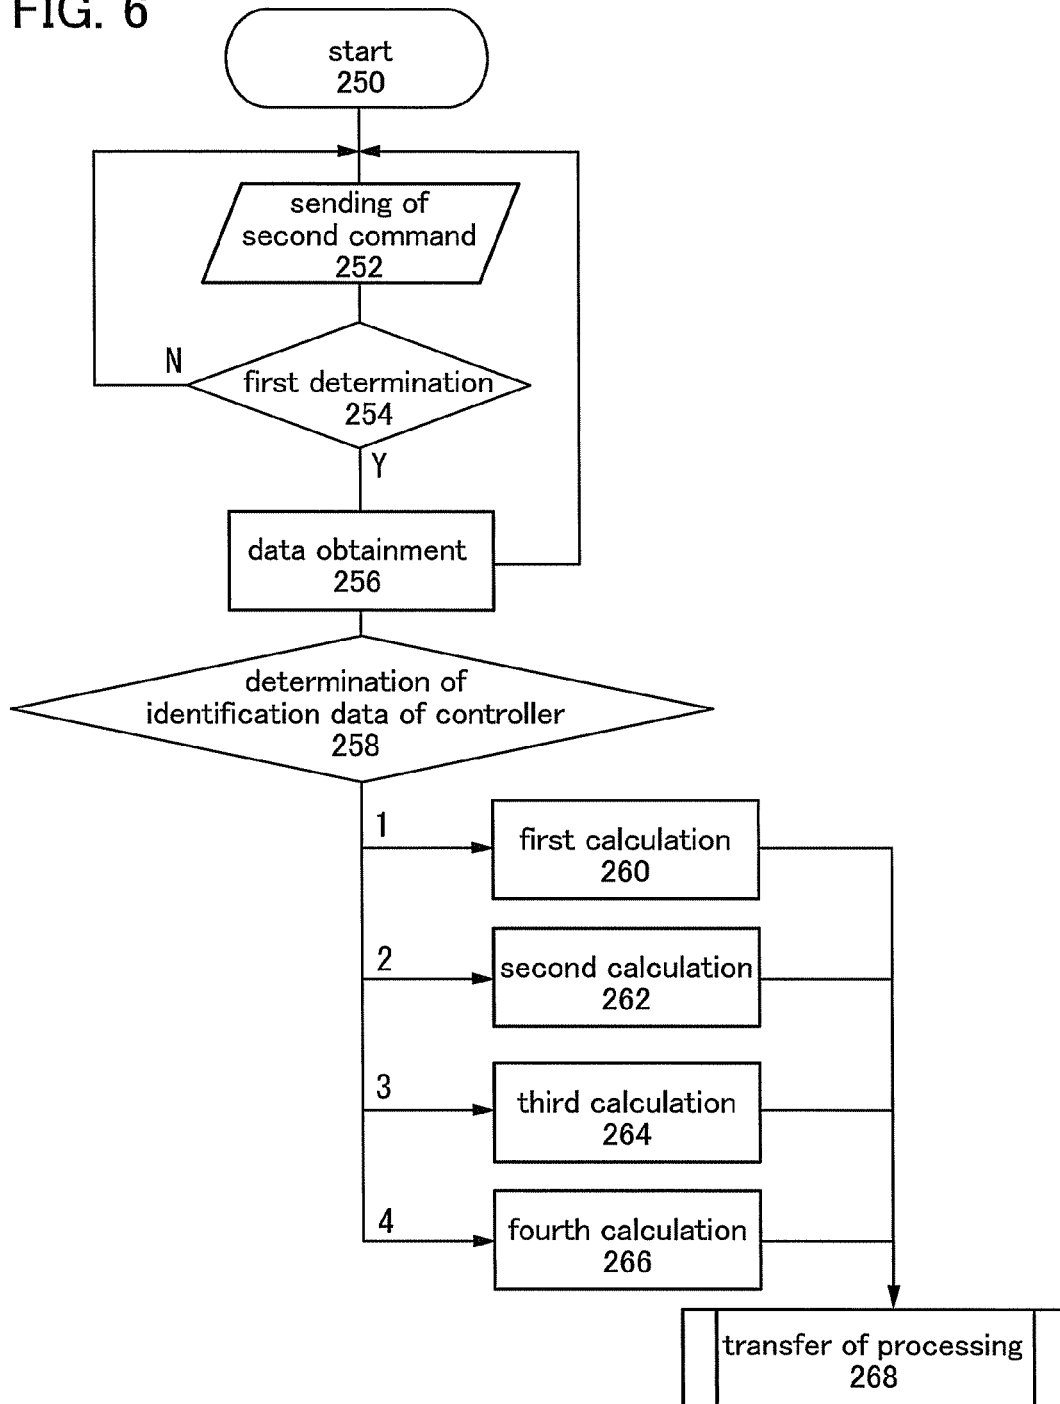 FIG. 6
start
250
sending of
second command
252
N
first determination
254
Y
data obtainment
256
determination of
identification data of controller
258
1
first calculation
260
2
second calculation
262
3
third calculation
264
4
fourth calculation
266
transfer of processing
268